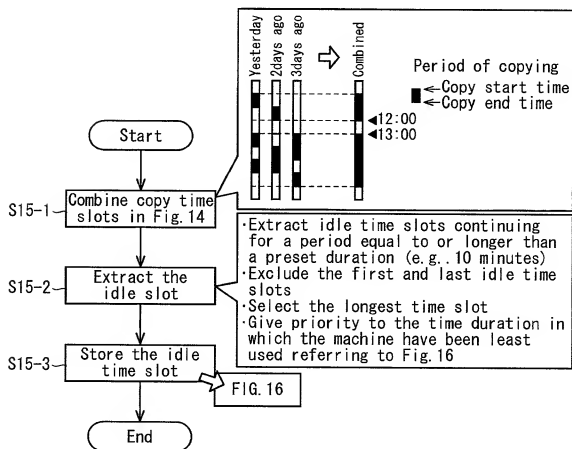 Yesterday
2days ago
3days ago
Combined
Period of copying
Copy start time
Copy end time
12:00
13:00
Start
S15-1
Combine copy time
slots in Fig.14
S15-2
Extract the
idle slot
·Extract idle time slots continuing
for a period equal to or longer than
a preset duration (e.g..10 minutes)
·Exclude the first and last idle time
slots
·Select the longest time slot
·Give priority to the time duration in
which the machine have been least
used referring to Fig.16
S15-3
Store the idle
time slot
FIG.16
End